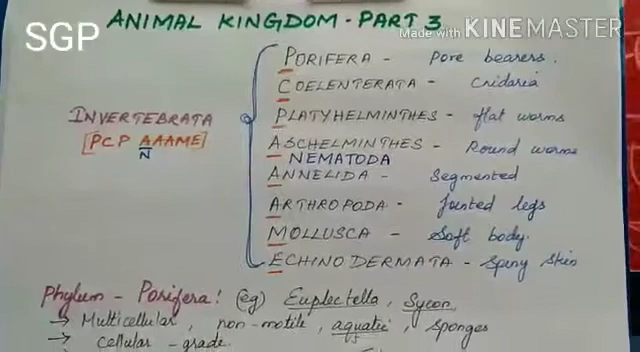 ANIMAL KINGDOM - PART 3
SGP
Made with KINEMASTER
PORIFERA - Pore bearers.
COELENTERATA - Cnidaria
INVERTEBRATA
PLATYHELMINTHES - flat worms
[PCP AAAME]
N
ASCHELMINTHES - Round worms
NEMATODA
ANNELIDA - Segmented
ARTHROPODA - Jointed legs
MOLLUSCA - Soft body.
ECHINODERMATA - Spiny skin
Phylum - Porifera! (eg) Euplectella, Sycon
→ Multicellular, non-motile, aquatic, sponges
→ cellular-grade.